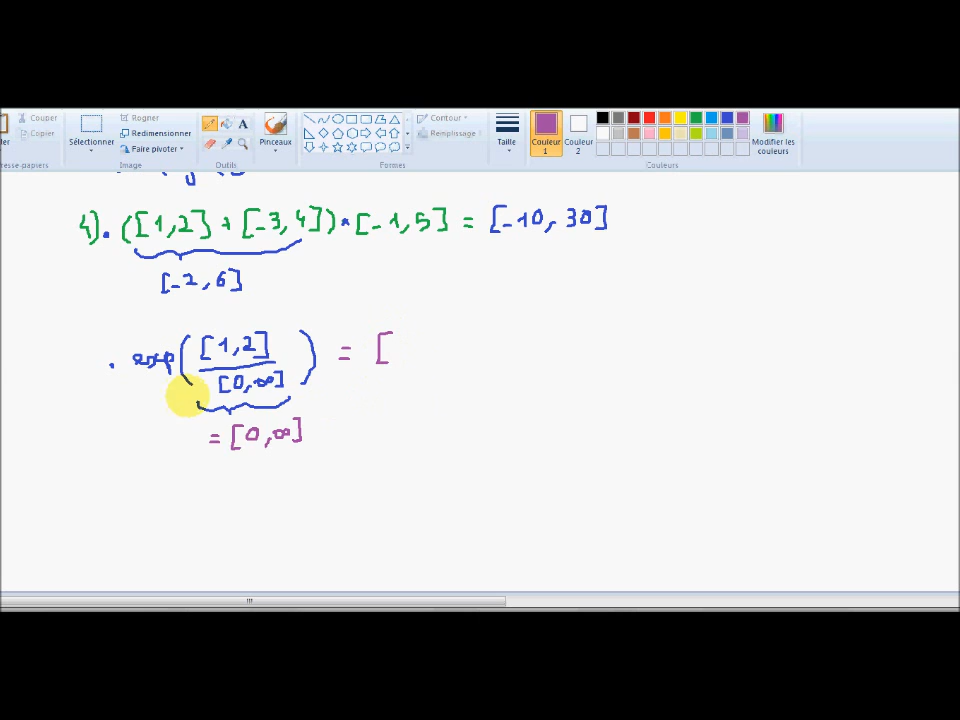 Couper
Copier
Rogner
Redimensionner
Faire pivoter
Sélectionner
A
Pinceaux
Contour
Remplissage
Taille
Couleur 1
Couleur 2
Modifier les couleurs
Image
Outils
Formes
Couleurs
4). ([1,2] + [-3,4]) * [-1,5] = [-10, 30]
[-2, 6]
. exp([1,2]/[0,∞]) = [
= [0,∞]